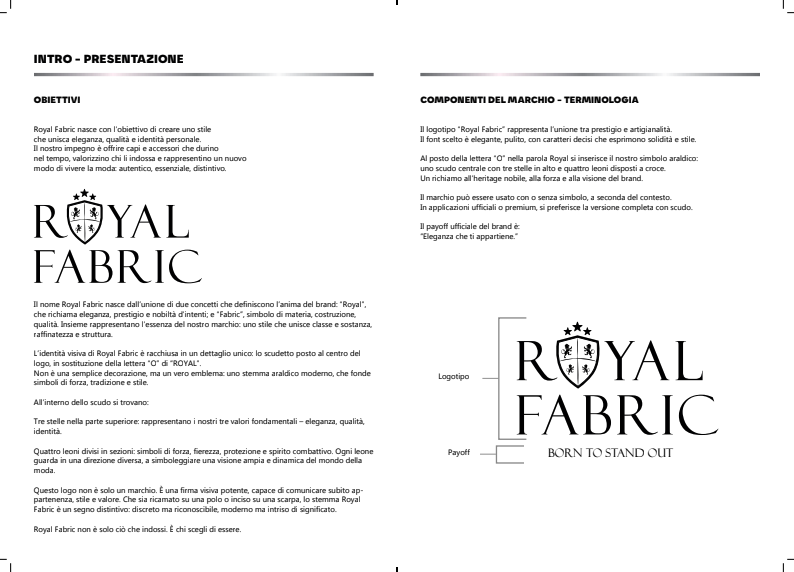 INTRO - PRESENTAZIONE
OBIETTIVI
Royal Fabric nasce con l'obiettivo di creare uno stile
che unisca eleganza, qualità e identità personale.
Il nostro impegno è offrire capi e accessori che durino
nel tempo, valorizzino chi li indossa e rappresentino un nuovo
modo di vivere la moda: autentico, essenziale, distintivo.
R YAL
FABRIC
Il nome Royal Fabric nasce dall'unione di due concetti che definiscono l'anima del brand: "Royal",
che richiama eleganza, prestigio e nobiltà d'intenti; e "Fabric", simbolo di materia, costruzione,
qualità. Insieme rappresentano l'essenza del nostro marchio: uno stile che unisce classe e sostanza,
raffinatezza e struttura.
L'identità visiva di Royal Fabric è racchiusa in un dettaglio unico: lo scudetto posto al centro del
logo, in sostituzione della lettera "O" di "ROYAL".
Non è una semplice decorazione, ma un vero emblema: uno stemma araldico moderno, che fonde
simboli di forza, tradizione e stile.
All'interno dello scudo si trovano:
Tre stelle nella parte superiore: rappresentano i nostri tre valori fondamentali – eleganza, qualità,
identità.
Quattro leoni divisi in sezioni: simboli di forza, fierezza, protezione e spirito combattivo. Ogni leone
guarda in una direzione diversa, a simboleggiare una visione ampia e dinamica del mondo della
moda.
Questo logo non è solo un marchio. È una firma visiva potente, capace di comunicare subito ap-
partenenza, stile e valore. Che sia ricamato su una polo o inciso su una scarpa, lo stemma Royal
Fabric è un segno distintivo: discreto ma riconoscibile, moderno ma intriso di significato.
Royal Fabric non è solo ciò che indossi. È chi scegli di essere.
COMPONENTI DEL MARCHIO - TERMINOLOGIA
Il logotipo "Royal Fabric" rappresenta l'unione tra prestigio e artigianalità.
Il font scelto è elegante, pulito, con caratteri decisi che esprimono solidità e stile.
Al posto della lettera "O" nella parola Royal si inserisce il nostro simbolo araldico:
uno scudo centrale con tre stelle in alto e quattro leoni disposti a croce.
Un richiamo all'heritage nobile, alla forza e alla visione del brand.
Il marchio può essere usato con o senza simbolo, a seconda del contesto.
In applicazioni ufficiali o premium, si preferisce la versione completa con scudo.
Il payoff ufficiale del brand è:
"Eleganza che ti appartiene."
Logotipo
R YAL
FABRIC
Payoff
BORN TO STAND OUT